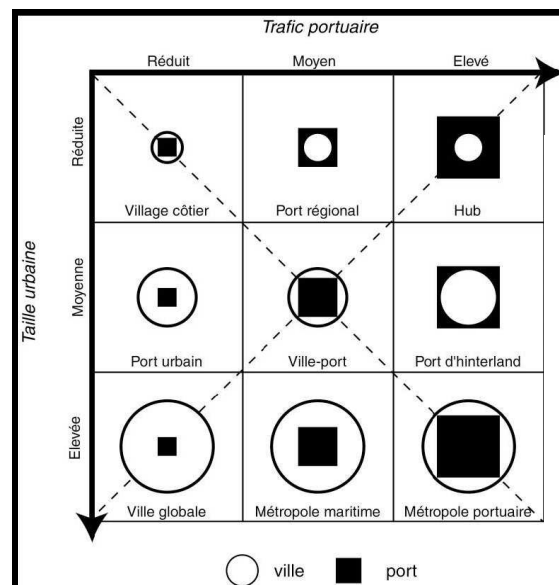 Trafic portuaire
Réduit Moyen Elevé
Taille urbaine
Réduite
Village côtier Port régional Hub
Moyenne
Port urbain Ville-port Port d'hinterland
Elevée
Ville globale Métropole maritime Métropole portuaire
ville port